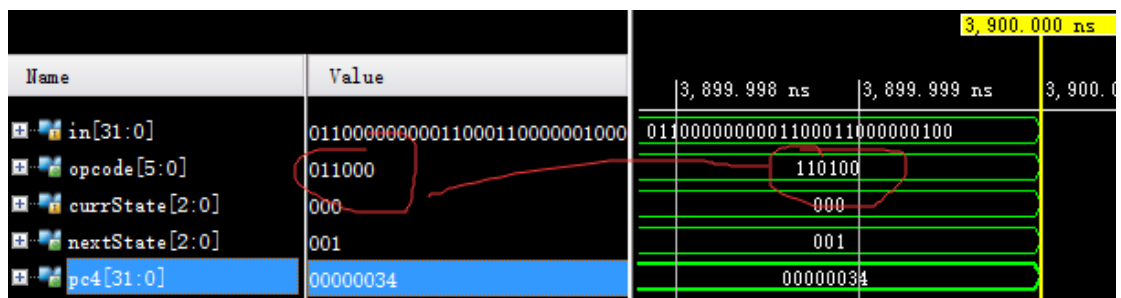 3,900.000 ns
Name
Value
3,899.998 ns
3,899.999 ns
3,900.0
in[31:0]
01100000000011000110000001000
0110000000001100011000000100
opcode[5:0]
011000
110100
currState[2:0]
000
000
nextState[2:0]
001
001
pc4[31:0]
00000034
00000034